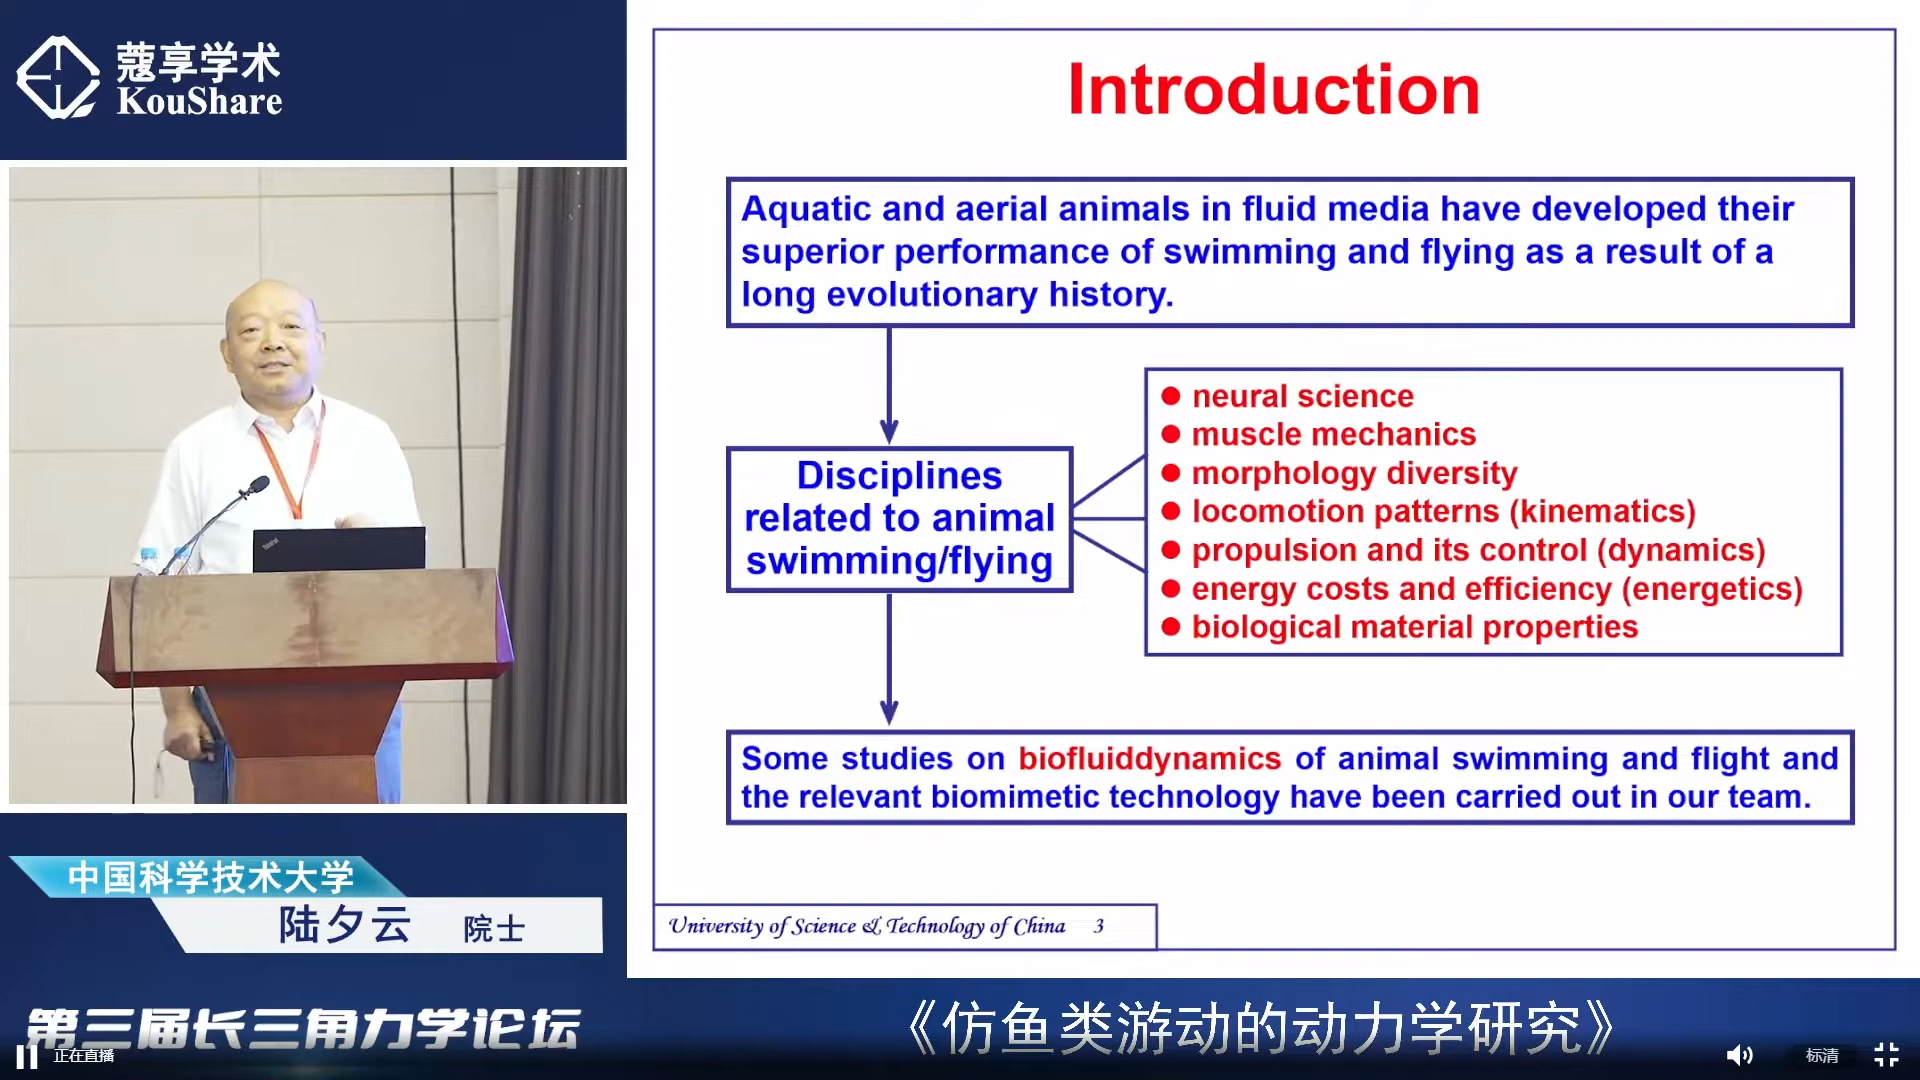 蔻享学术
KouShare
Introduction
Aquatic and aerial animals in fluid media have developed their
superior performance of swimming and flying as a result of a
long evolutionary history.
Disciplines
related to animal
swimming/flying
● neural science
● muscle mechanics
● morphology diversity
● locomotion patterns (kinematics)
● propulsion and its control (dynamics)
● energy costs and efficiency (energetics)
● biological material properties
Some studies on biofluiddynamics of animal swimming and flight and
the relevant biomimetic technology have been carried out in our team.
University of Science & Technology of China 3
ThinkPad
中国科学技术大学
陆夕云 院士
第三届长三角力学论坛
《仿鱼类游动的动力学研究》
正在直播
标清